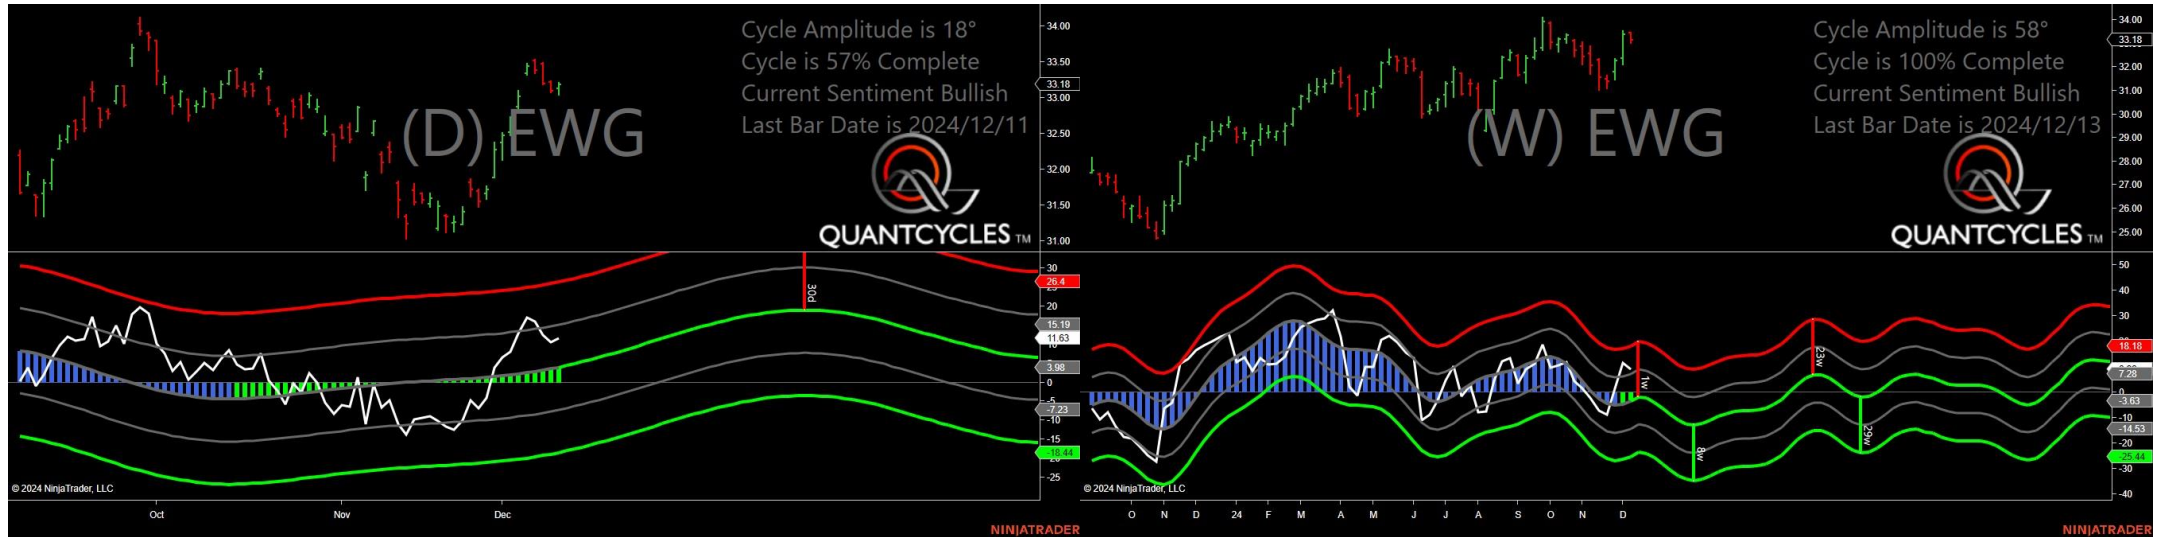 Cycle Amplitude is 18°
Cycle is 57% Complete
Current Sentiment Bullish
Last Bar Date is 2024/12/11
(D) EWG
QUANTCYCLES TM
34.00
33.50
33.18
33.00
32.50
32.00
31.50
31.00
30d
30
26.4
20
15.19
11.63
10
3.98
0
-5
-7.23
-10
-15
-18.44
-25
© 2024 NinjaTrader, LLC
Oct Nov Dec
NINJATRADER
Cycle Amplitude is 58°
Cycle is 100% Complete
Current Sentiment Bullish
Last Bar Date is 2024/12/13
(W) EWG
QUANTCYCLES TM
34.00
33.18
32.00
31.00
30.00
29.00
28.00
27.00
26.00
25.00
1w
8w
23w
29w
50
40
30
18.18
7.28
0
-3.63
-10
-14.53
-20
-25.44
-30
-40
© 2024 NinjaTrader, LLC
O N D 24 F M A M J J A S O N D
NINJATRADER